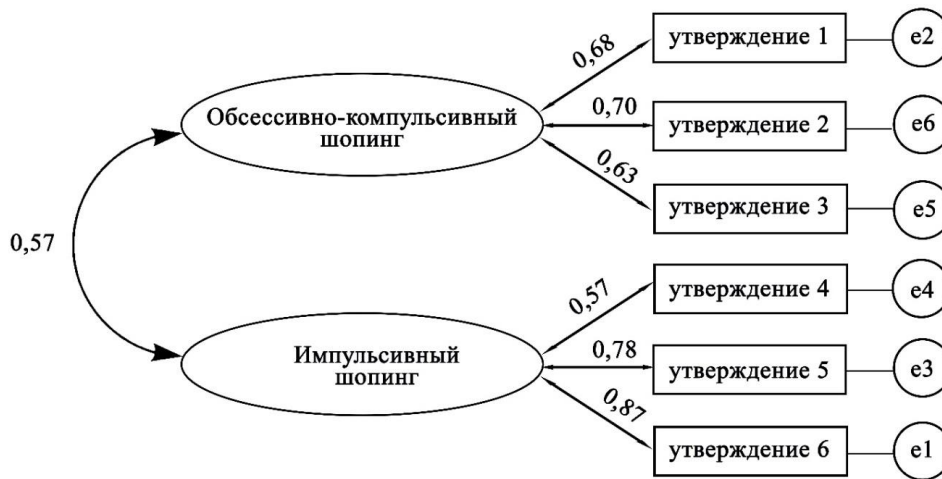 0,68
утверждение 1
e2
Обсессивно-компульсивный
шопинг
0,70
утверждение 2
e6
0,63
утверждение 3
e5
0,57
0,57
утверждение 4
e4
Импульсивный
шопинг
0,78
утверждение 5
e3
0,87
утверждение 6
e1